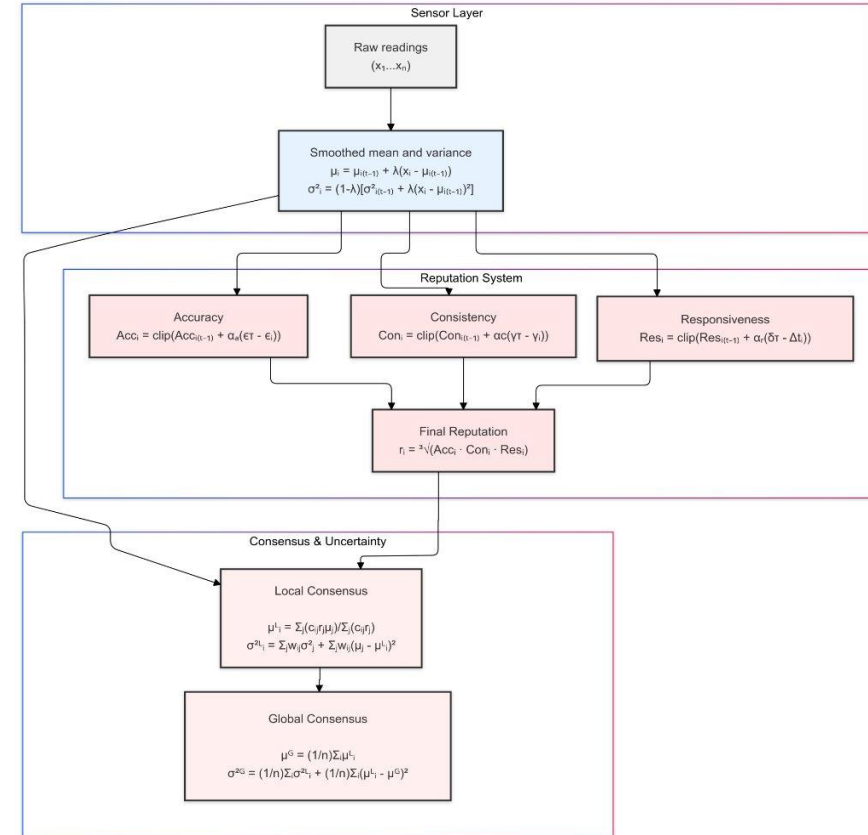 Sensor Layer
Raw readings
(x₁...xₙ)
Smoothed mean and variance
μᵢ = μᵢ₍ₜ₋₁₎ + λ(xᵢ - μᵢ₍ₜ₋₁₎)
σ²ᵢ = (1-λ)[σ²ᵢ₍ₜ₋₁₎ + λ(xᵢ - μᵢ₍ₜ₋₁₎)²]
Reputation System
Accuracy
Accᵢ = clip(Accᵢ₍ₜ₋₁₎ + αₐ(ϵτ - ϵᵢ))
Consistency
Conᵢ = clip(Conᵢ₍ₜ₋₁₎ + αc(γτ - γᵢ))
Responsiveness
Resᵢ = clip(Resᵢ₍ₜ₋₁₎ + αᵣ(δτ - Δtᵢ))
Final Reputation
rᵢ = ³√(Accᵢ · Conᵢ · Resᵢ)
Consensus & Uncertainty
Local Consensus
μᴸᵢ = Σⱼ(cᵢⱼrⱼμⱼ)/Σⱼ(cᵢⱼrⱼ)
σ²ᴸᵢ = Σⱼwᵢⱼσ²ⱼ + Σⱼwᵢⱼ(μⱼ - μᴸᵢ)²
Global Consensus
μᴳ = (1/n)Σᵢμᴸᵢ
σ²ᴳ = (1/n)Σᵢσ²ᴸᵢ + (1/n)Σᵢ(μᴸᵢ - μᴳ)²